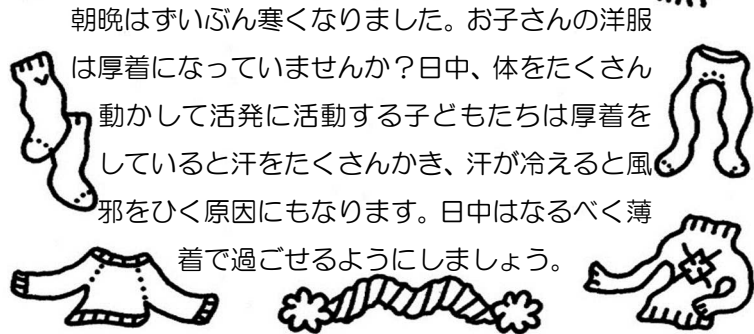 朝晩はずいぶん寒くなりました。お子さんの洋服
は厚着になっていませんか？日中、体をたくさん
動かして活発に活動する子どもたちは厚着を
していると汗をたくさんかき、汗が冷えると風
邪をひく原因にもなります。日中はなるべく薄
着で過ごせるようにしましょう。